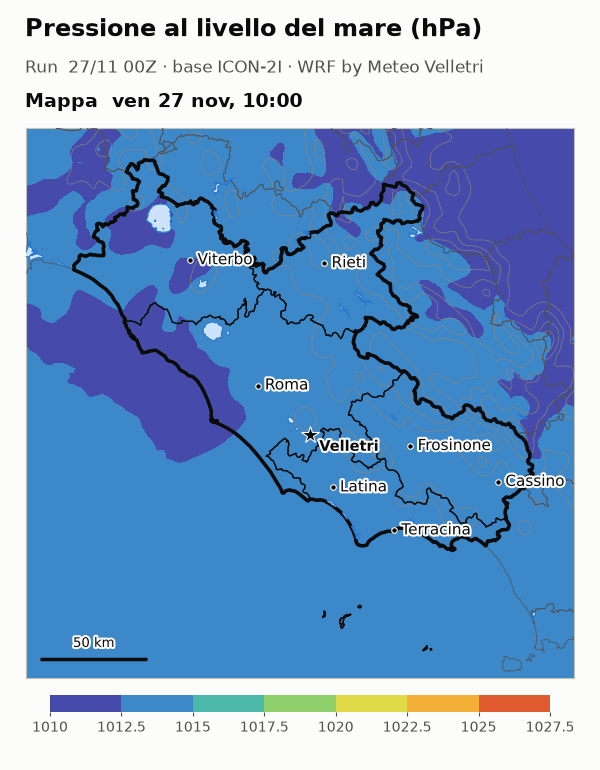 Pressione al livello del mare (hPa)
Run  27/11 00Z · base ICON-2I · WRF by Meteo Velletri
Mappa  ven 27 nov, 10:00
Viterbo
Rieti
Roma
Velletri
Frosinone
Cassino
Latina
Terracina
50 km
1010 1012.5 1015 1017.5 1020 1022.5 1025 1027.5